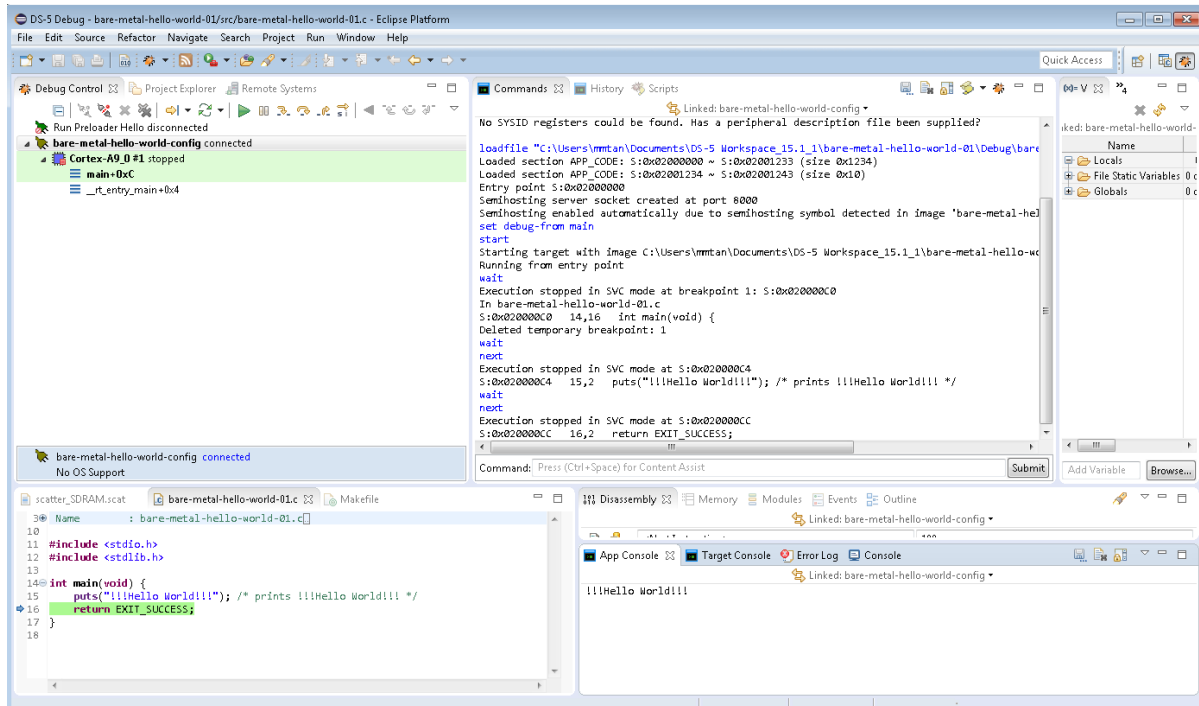 DS-5 Debug - bare-metal-hello-world-01/src/bare-metal-hello-world-01.c - Eclipse Platform
File Edit Source Refactor Navigate Search Project Run Window Help
Quick Access
Debug Control Project Explorer Remote Systems
Run Preloader Hello disconnected
bare-metal-hello-world-config connected
Cortex-A9_0 #1 stopped
main+0xC
__rt_entry_main+0x4
bare-metal-hello-world-config connected
No OS Support
Commands History Scripts
Linked: bare-metal-hello-world-config
No SYSID registers could be found. Has a peripheral description file been supplied?
loadfile "C:\Users\mmtan\Documents\DS-5 Workspace_15.1_1\bare-metal-hello-world-01\Debug\bare
Loaded section APP_CODE: S:0x02000000 ~ S:0x02001233 (size 0x1234)
Loaded section APP_CODE: S:0x02001234 ~ S:0x02001243 (size 0x10)
Entry point S:0x02000000
Semihosting server socket created at port 8000
Semihosting enabled automatically due to semihosting symbol detected in image 'bare-metal-hel
set debug-from main
start
Starting target with image C:\Users\mmtan\Documents\DS-5 Workspace_15.1_1\bare-metal-hello-wo
Running from entry point
wait
Execution stopped in SVC mode at breakpoint 1: S:0x020000C0
In bare-metal-hello-world-01.c
S:0x020000C0 14,16 int main(void) {
Deleted temporary breakpoint: 1
wait
next
Execution stopped in SVC mode at S:0x020000C4
S:0x020000C4 15,2 puts("!!!Hello World!!!"); /* prints !!!Hello World!!! */
wait
next
Execution stopped in SVC mode at S:0x020000CC
S:0x020000CC 16,2 return EXIT_SUCCESS;
Command: Press (Ctrl+Space) for Content Assist Submit
(x)= V »4
ked: bare-metal-hello-world-
Name
Locals
File Static Variables 0 c
Globals 0 c
Add Variable Browse...
scatter_SDRAM.scat bare-metal-hello-world-01.c Makefile
3 Name : bare-metal-hello-world-01.c
10
11 #include <stdio.h>
12 #include <stdlib.h>
13
14 int main(void) {
15 puts("!!!Hello World!!!"); /* prints !!!Hello World!!! */
16 return EXIT_SUCCESS;
17 }
18
Disassembly Memory Modules Events Outline
Linked: bare-metal-hello-world-config
App Console Target Console Error Log Console
Linked: bare-metal-hello-world-config
!!!Hello World!!!